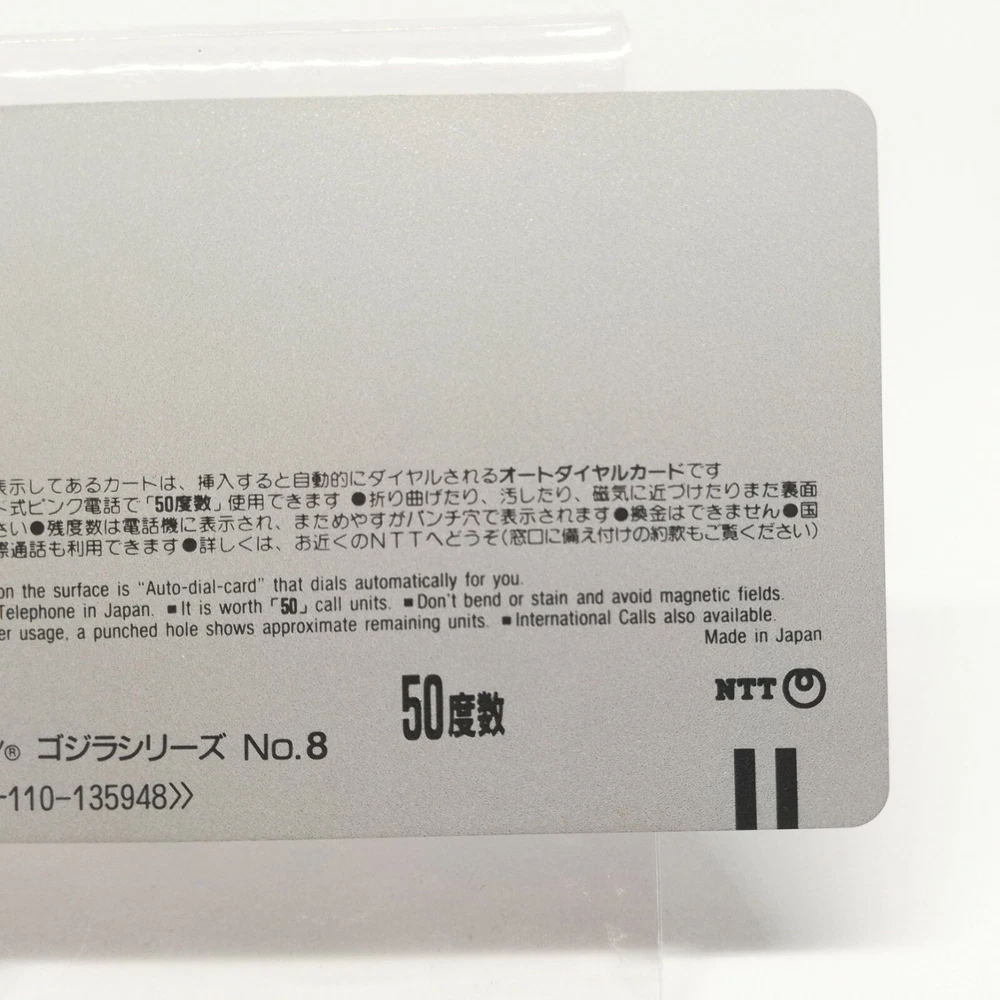 表示してあるカードは、挿入すると自動的にダイヤルされるオートダイヤルカードです
式ピンク電話で「50度数」使用できます ●折り曲げたり、汚したり、磁気に近づけたりまた裏面
さい●残度数は電話機に表示され、まためやすがパンチ穴で表示されます●換金はできません●国
際通話も利用できます●詳しくは、お近くのNTTへどうぞ(窓口に備え付けの約款もご覧ください)
on the surface is "Auto-dial-card" that dials automatically for you.
Telephone in Japan. ■It is worth「50」call units. ■Don't bend or stain and avoid magnetic fields.
er usage, a punched hole shows approximate remaining units. ■International Calls also available.
Made in Japan
NTT
50度数
® ゴジラシリーズ No.8
-110-135948》